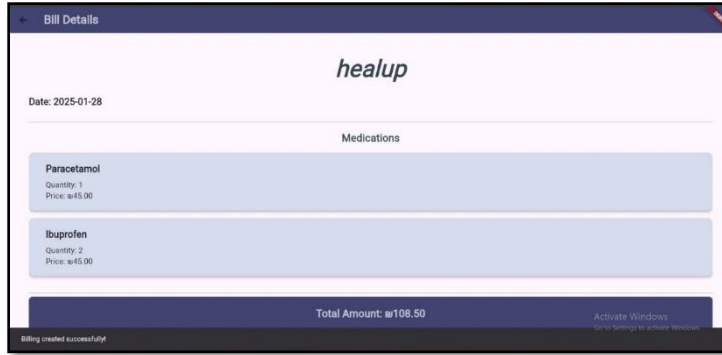 Bill Details
healup
Date: 2025-01-28
Medications
Paracetamol
Quantity: 1
Price: ₪45.00
Ibuprofen
Quantity: 2
Price: ₪45.00
Total Amount: ₪108.50
Activate Windows
Go to Settings to activate Windows.
Billing created successfully!